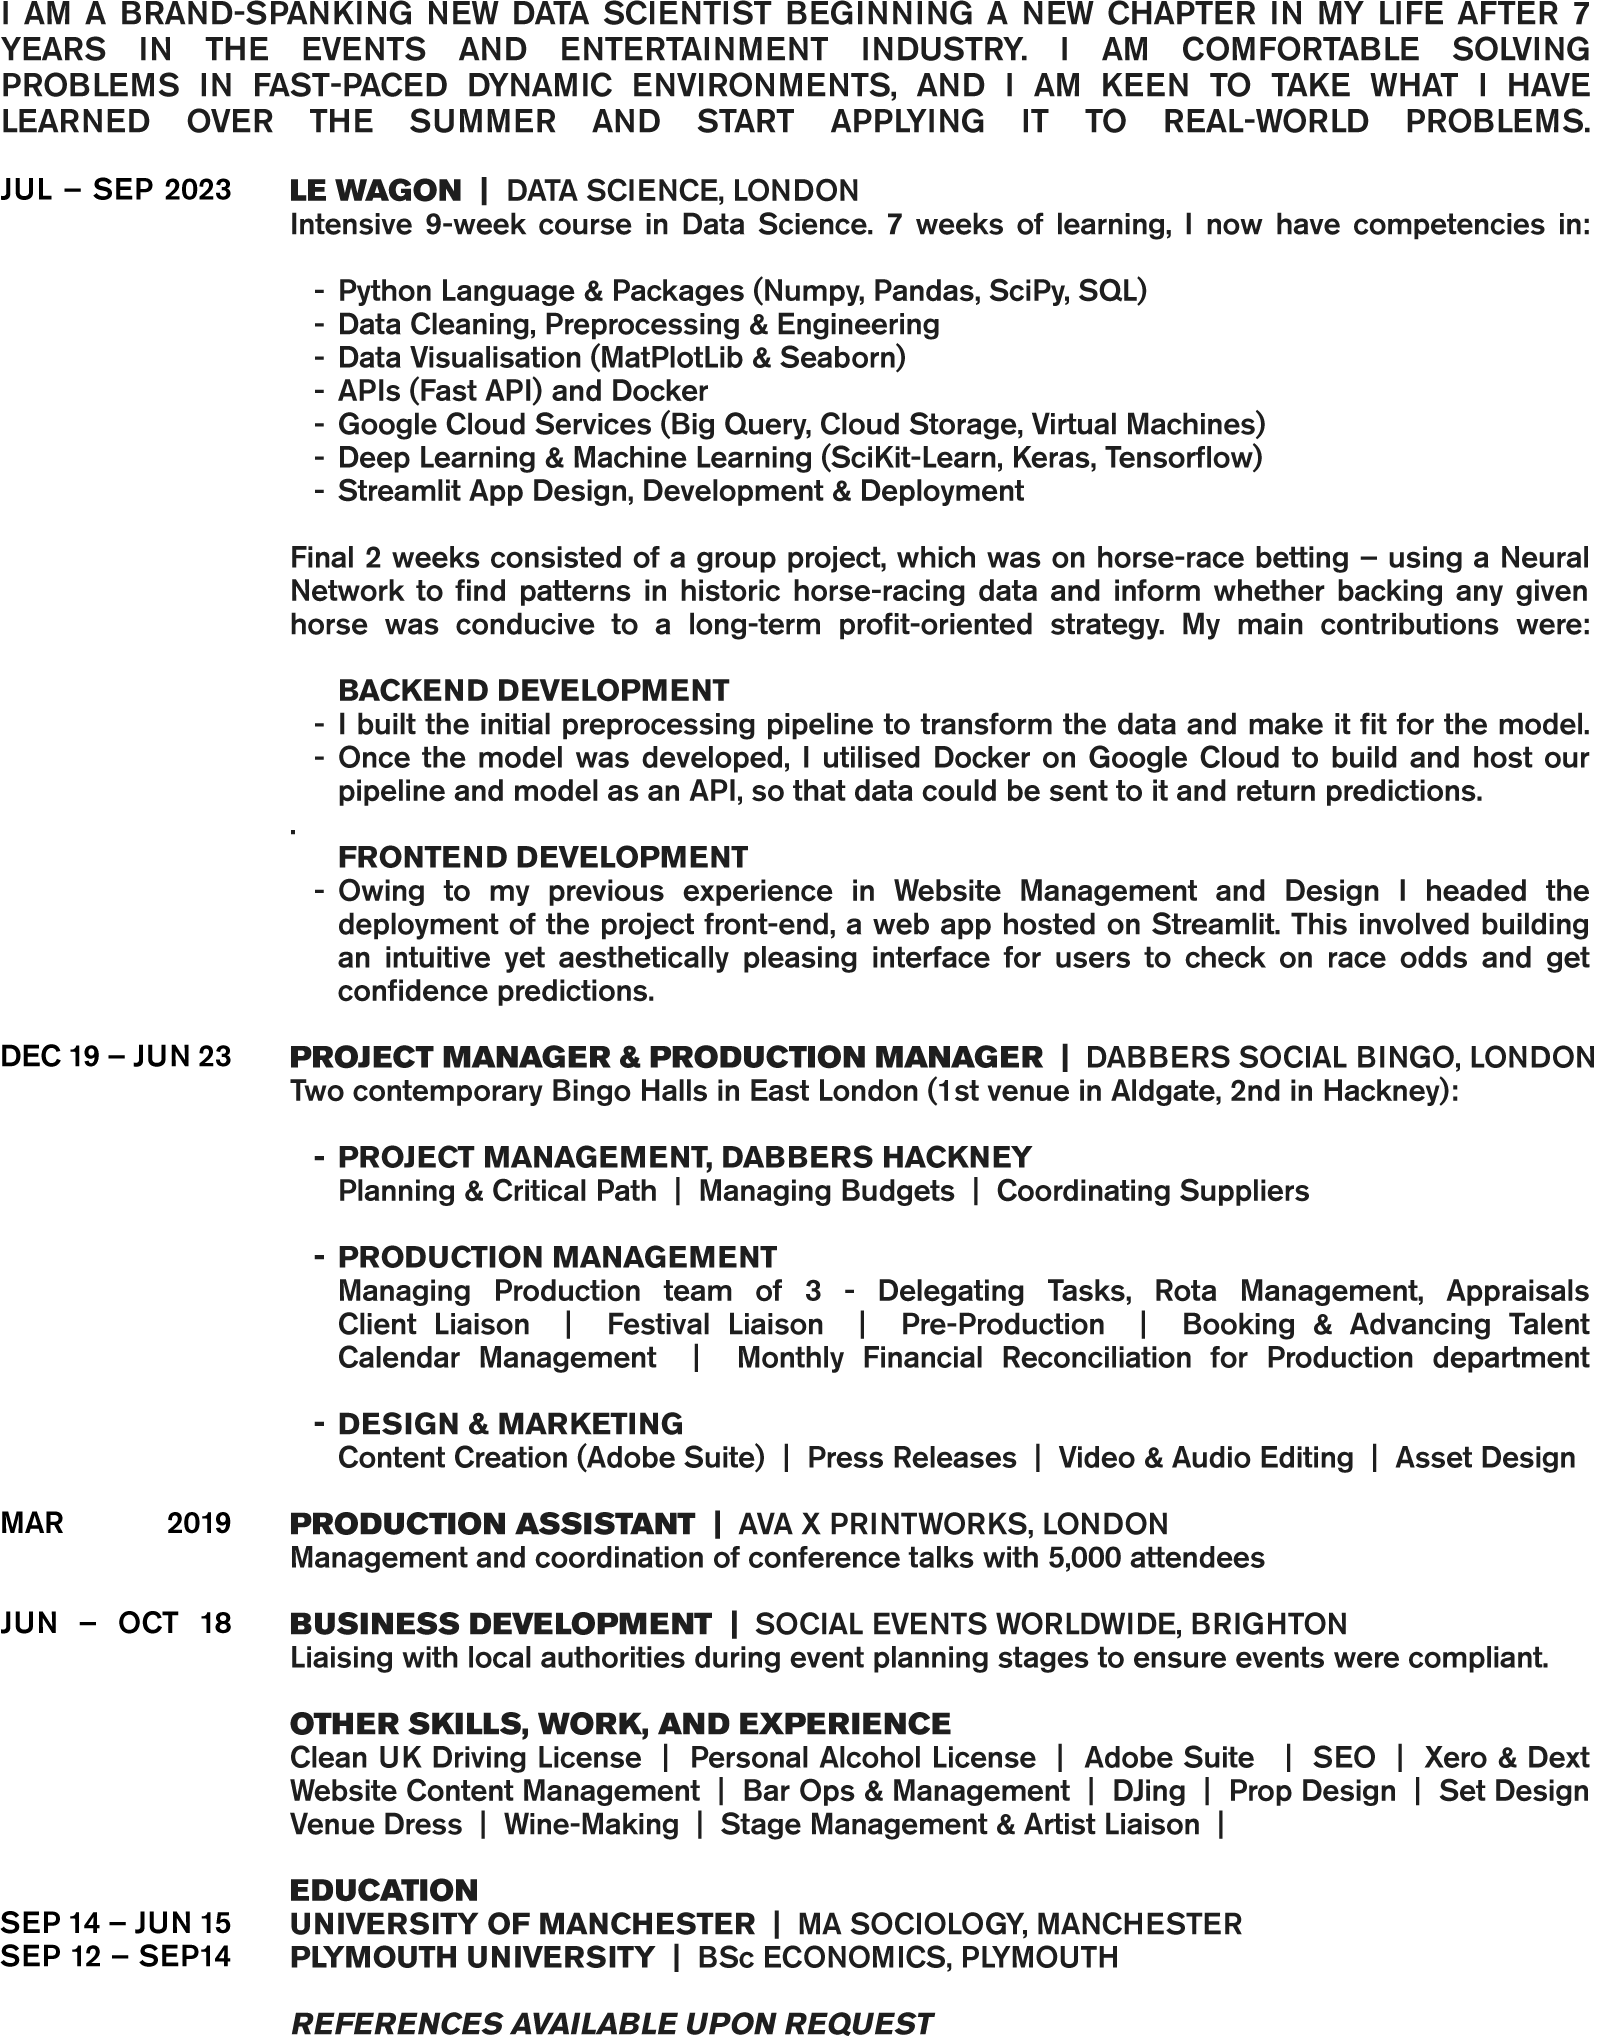 I AM A BRAND-SPANKING NEW DATA SCIENTIST BEGINNING A NEW CHAPTER IN MY LIFE AFTER 7
YEARS IN THE EVENTS AND ENTERTAINMENT INDUSTRY. I AM COMFORTABLE SOLVING
PROBLEMS IN FAST-PACED DYNAMIC ENVIRONMENTS, AND I AM KEEN TO TAKE WHAT I HAVE
LEARNED OVER THE SUMMER AND START APPLYING IT TO REAL-WORLD PROBLEMS.
JUL – SEP 2023 LE WAGON | DATA SCIENCE, LONDON
Intensive 9-week course in Data Science. 7 weeks of learning, I now have competencies in:
- Python Language & Packages (Numpy, Pandas, SciPy, SQL)
- Data Cleaning, Preprocessing & Engineering
- Data Visualisation (MatPlotLib & Seaborn)
- APIs (Fast API) and Docker
- Google Cloud Services (Big Query, Cloud Storage, Virtual Machines)
- Deep Learning & Machine Learning (SciKit-Learn, Keras, Tensorflow)
- Streamlit App Design, Development & Deployment
Final 2 weeks consisted of a group project, which was on horse-race betting – using a Neural
Network to find patterns in historic horse-racing data and inform whether backing any given
horse was conducive to a long-term profit-oriented strategy. My main contributions were:
BACKEND DEVELOPMENT
- I built the initial preprocessing pipeline to transform the data and make it fit for the model.
- Once the model was developed, I utilised Docker on Google Cloud to build and host our
pipeline and model as an API, so that data could be sent to it and return predictions.
.
FRONTEND DEVELOPMENT
- Owing to my previous experience in Website Management and Design I headed the
deployment of the project front-end, a web app hosted on Streamlit. This involved building
an intuitive yet aesthetically pleasing interface for users to check on race odds and get
confidence predictions.
DEC 19 – JUN 23 PROJECT MANAGER & PRODUCTION MANAGER | DABBERS SOCIAL BINGO, LONDON
Two contemporary Bingo Halls in East London (1st venue in Aldgate, 2nd in Hackney):
- PROJECT MANAGEMENT, DABBERS HACKNEY
Planning & Critical Path | Managing Budgets | Coordinating Suppliers
- PRODUCTION MANAGEMENT
Managing Production team of 3 - Delegating Tasks, Rota Management, Appraisals
Client Liaison | Festival Liaison | Pre-Production | Booking & Advancing Talent
Calendar Management | Monthly Financial Reconciliation for Production department
- DESIGN & MARKETING
Content Creation (Adobe Suite) | Press Releases | Video & Audio Editing | Asset Design
MAR 2019 PRODUCTION ASSISTANT | AVA X PRINTWORKS, LONDON
Management and coordination of conference talks with 5,000 attendees
JUN – OCT 18 BUSINESS DEVELOPMENT | SOCIAL EVENTS WORLDWIDE, BRIGHTON
Liaising with local authorities during event planning stages to ensure events were compliant.
OTHER SKILLS, WORK, AND EXPERIENCE
Clean UK Driving License | Personal Alcohol License | Adobe Suite | SEO | Xero & Dext
Website Content Management | Bar Ops & Management | DJing | Prop Design | Set Design
Venue Dress | Wine-Making | Stage Management & Artist Liaison |
EDUCATION
SEP 14 – JUN 15 UNIVERSITY OF MANCHESTER | MA SOCIOLOGY, MANCHESTER
SEP 12 – SEP14 PLYMOUTH UNIVERSITY | BSc ECONOMICS, PLYMOUTH
REFERENCES AVAILABLE UPON REQUEST